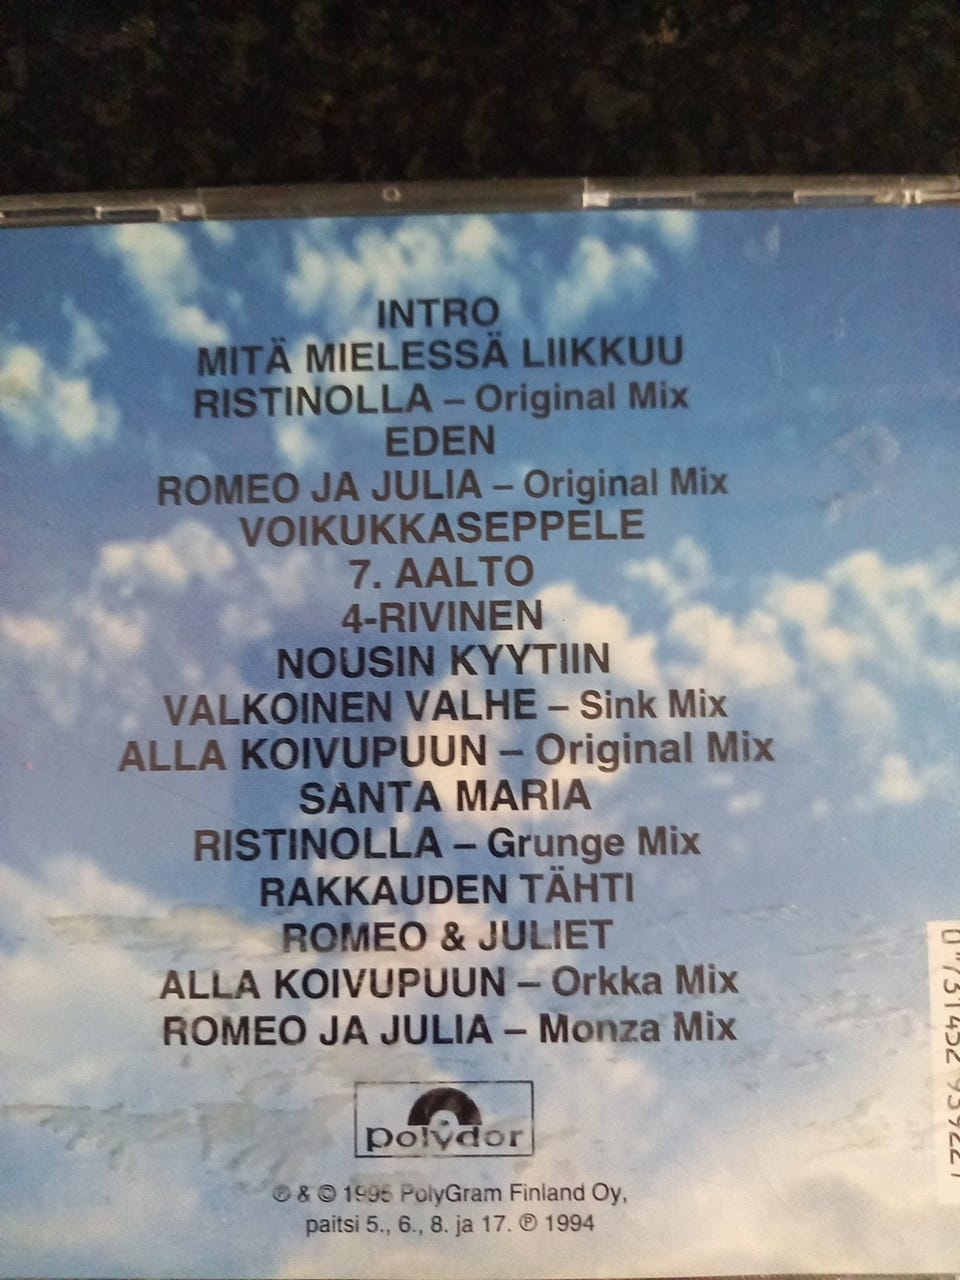 INTRO
MITÄ MIELESSÄ LIIKKUU
RISTINOLLA – Original Mix
EDEN
ROMEO JA JULIA – Original Mix
VOIKUKKASEPPELE
7. AALTO
4-RIVINEN
NOUSIN KYYTIIN
VALKOINEN VALHE – Sink Mix
ALLA KOIVUPUUN – Original Mix
SANTA MARIA
RISTINOLLA – Grunge Mix
RAKKAUDEN TÄHTI
ROMEO & JULIET
ALLA KOIVUPUUN – Orkka Mix
ROMEO JA JULIA – Monza Mix
polydor
℗ & © 1995 PolyGram Finland Oy,
paitsi 5., 6., 8. ja 17. ℗ 1994